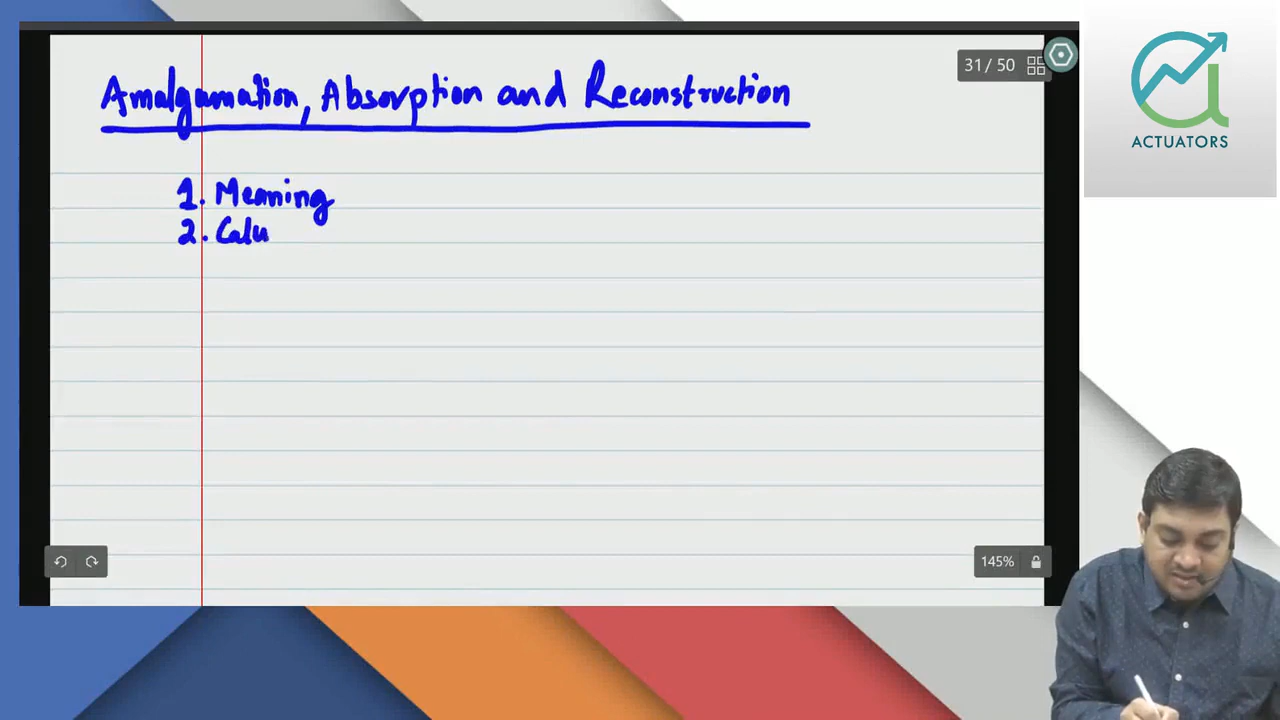 Amalgamation, Absorption and Reconstruction
31 / 50
ACTUATORS
1. Meaning
2. Calu
145%